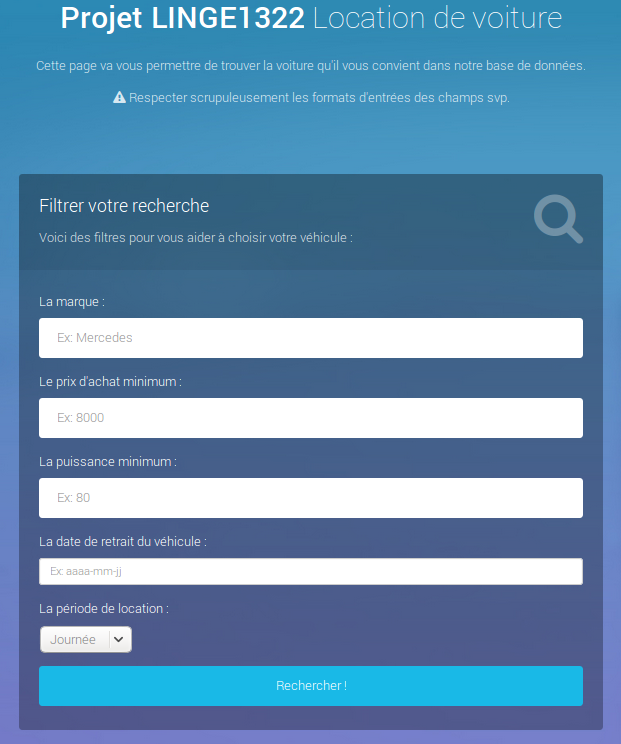 Projet LINGE1322 Location de voiture
Cette page va vous permettre de trouver la voiture qu'il vous convient dans notre base de données.
Respecter scrupuleusement les formats d'entrées des champs svp.
Filtrer votre recherche
Voici des filtres pour vous aider à choisir votre véhicule :
La marque :
Ex: Mercedes
Le prix d'achat minimum :
Ex: 8000
La puissance minimum :
Ex: 80
La date de retrait du véhicule :
Ex: aaaa-mm-jj
La période de location :
Journée
Rechercher !